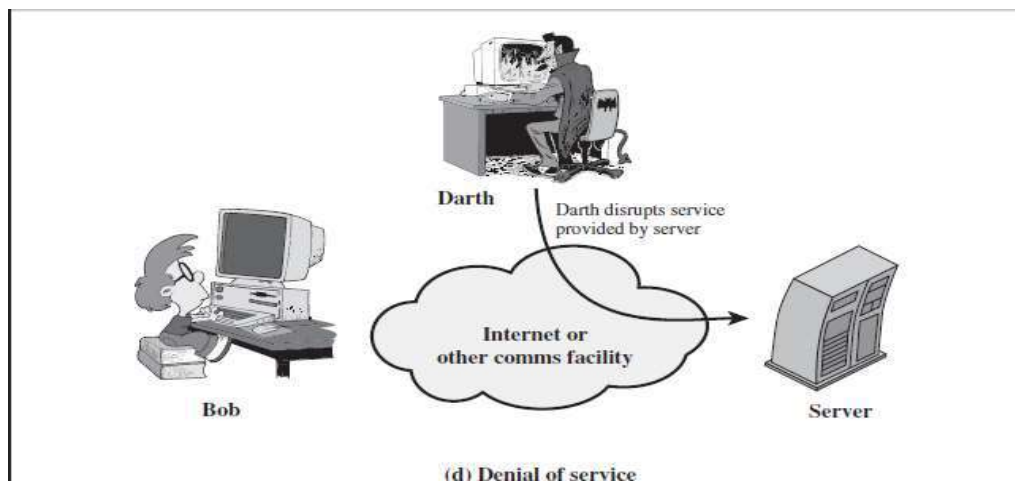 Darth
Darth disrupts service
provided by server
Internet or
other comms facility
Bob
Server
(d) Denial of service